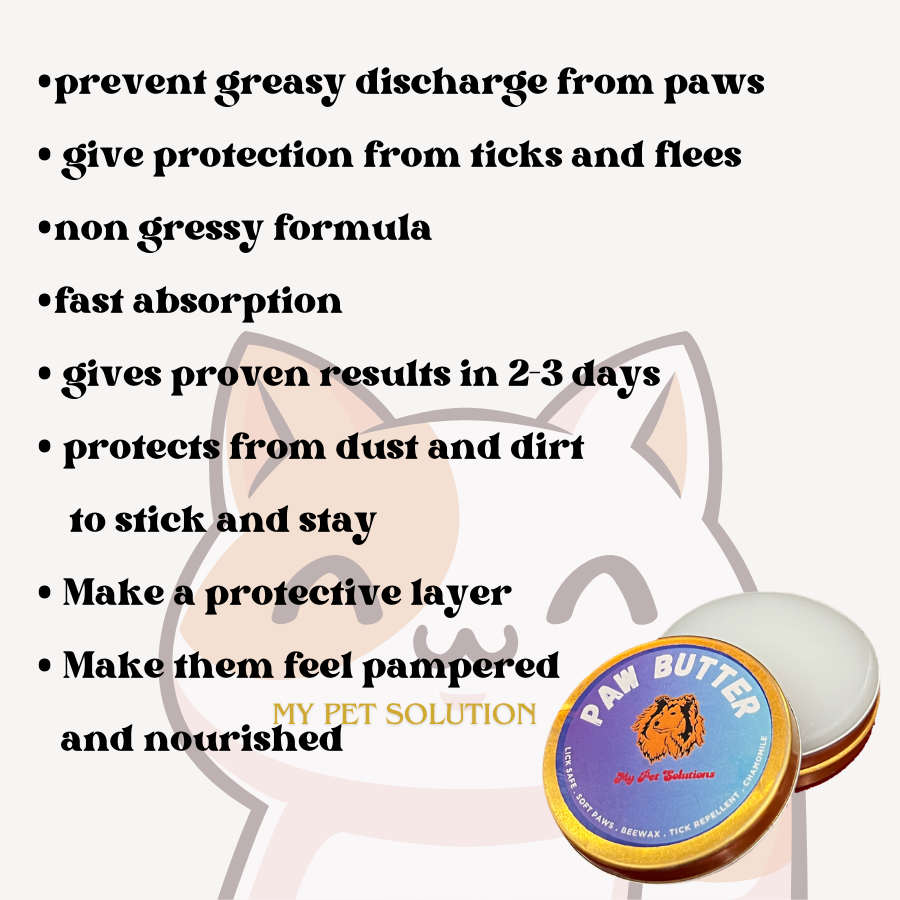 •prevent greasy discharge from paws
• give protection from ticks and flees
•non gressy formula
•fast absorption
• gives proven results in 2-3 days
• protects from dust and dirt
to stick and stay
• Make a protective layer
• Make them feel pampered
MY PET SOLUTION
and nourished
PAW BUTTER
My Pet Solutions
LICK SAFE . SOFT PAWS . BEEWAX . TICK REPELLENT . CHAMOMILE